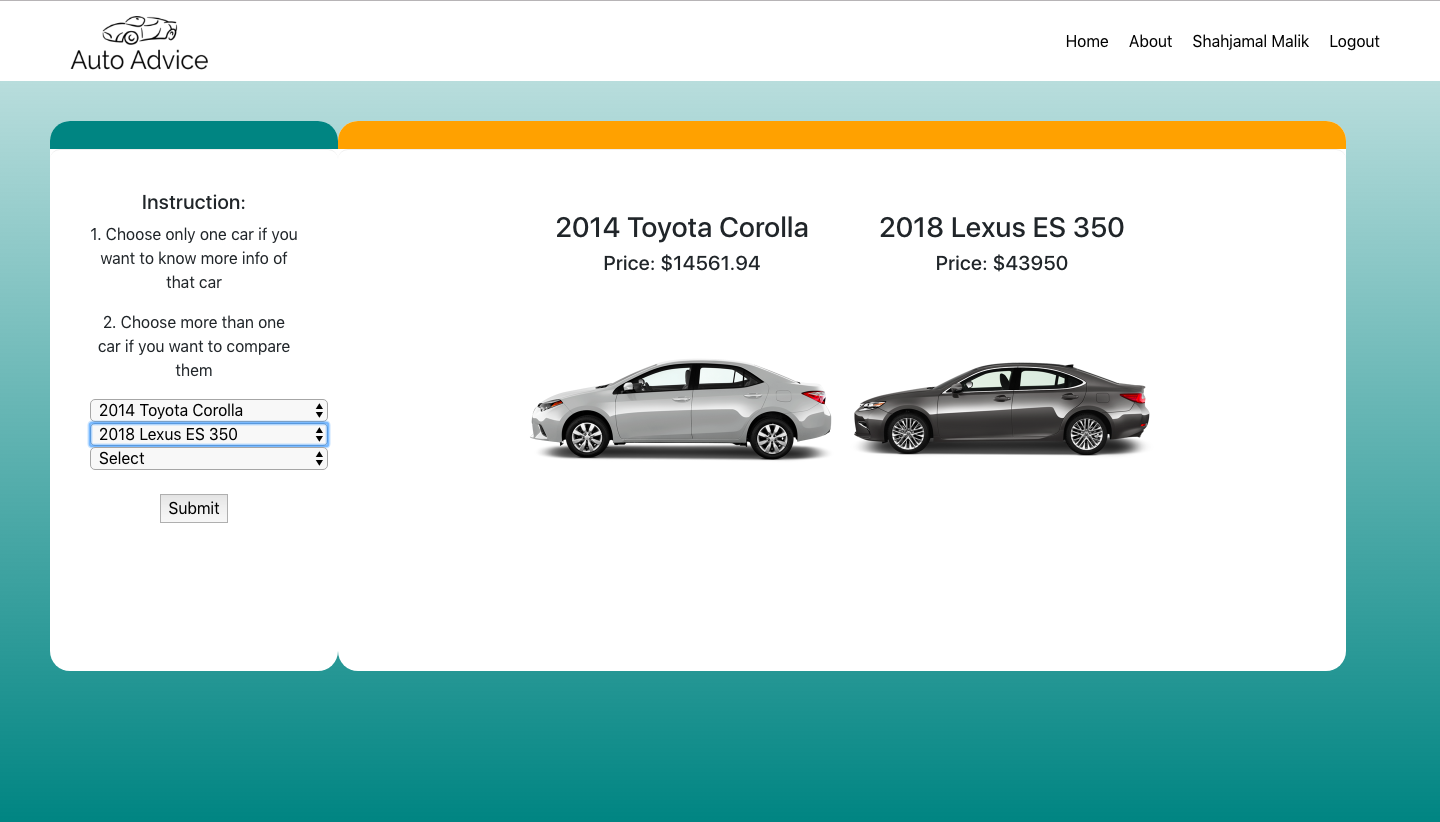 Auto Advice
Home About Shahjamal Malik Logout
Instruction:
1. Choose only one car if you
want to know more info of
that car
2. Choose more than one
car if you want to compare
them
2014 Toyota Corolla
2018 Lexus ES 350
Select
Submit
2014 Toyota Corolla
Price: $14561.94
2018 Lexus ES 350
Price: $43950